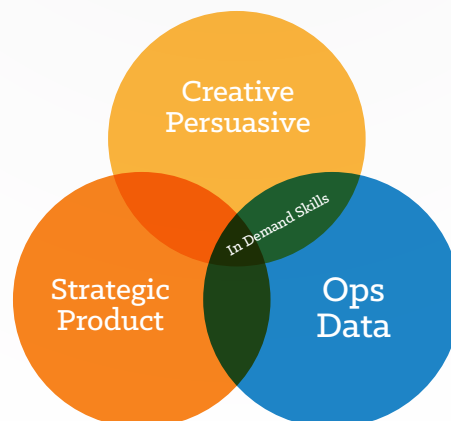 Creative
Persuasive
In Demand Skills
Strategic
Product
Ops
Data